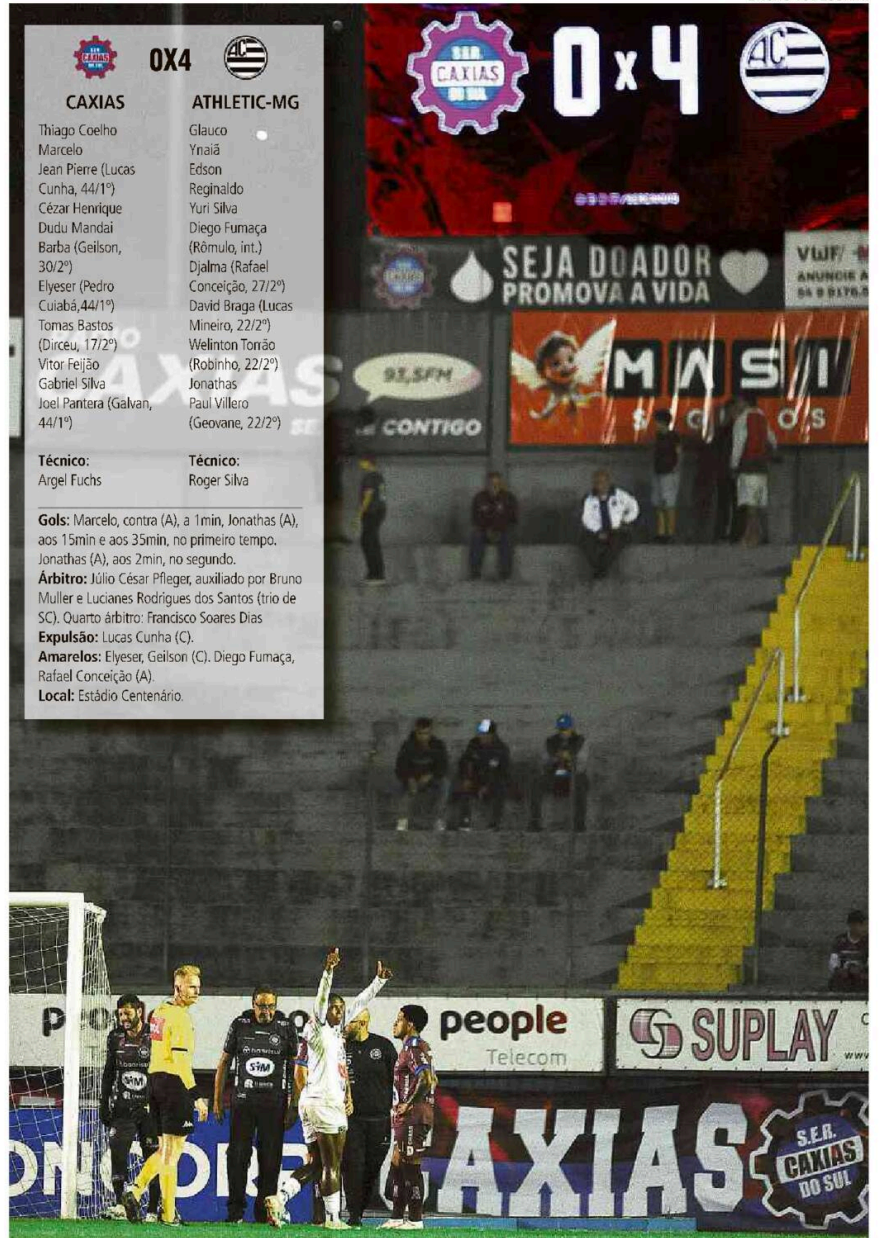 0X4
CAXIAS
Thiago Coelho
Marcelo
Jean Pierre (Lucas
Cunha, 44/1º)
Cézar Henrique
Dudu Mandai
Barba (Geilson,
30/2º)
Elyeser (Pedro
Cuiabá,44/1º)
Tomas Bastos
(Dirceu, 17/2º)
Vitor Feijão
Gabriel Silva
Joel Pantera (Galvan,
44/1º)
Técnico:
Argel Fuchs
ATHLETIC-MG
Glauco
Ynaiã
Edson
Reginaldo
Yuri Silva
Diego Fumaça
(Rômulo, int.)
Djalma (Rafael
Conceição, 27/2º)
David Braga (Lucas
Mineiro, 22/2º)
Welinton Torrão
(Robinho, 22/2º)
Jonathas
Paul Villero
(Geovane, 22/2º)
Técnico:
Roger Silva
Gols: Marcelo, contra (A), a 1min, Jonathas (A),
aos 15min e aos 35min, no primeiro tempo.
Jonathas (A), aos 2min, no segundo.
Árbitro: Júlio César Pfleger, auxiliado por Bruno
Muller e Lucianes Rodrigues dos Santos (trio de
SC). Quarto árbitro: Francisco Soares Dias
Expulsão: Lucas Cunha (C).
Amarelos: Elyeser, Geilson (C). Diego Fumaça,
Rafael Conceição (A).
Local: Estádio Centenário.
S.E.R.
CAXIAS
DO SUL
0 x 4
AC
SEJA DOADOR
PROMOVA A VIDA
ANUNCIE A
CAXIAS
93,5FM
CONTIGO
MASI
people
people
Telecom
SUPLAY
www
CAXIAS
S.E.R.
CAXIAS
DO SUL
SIM
SIM